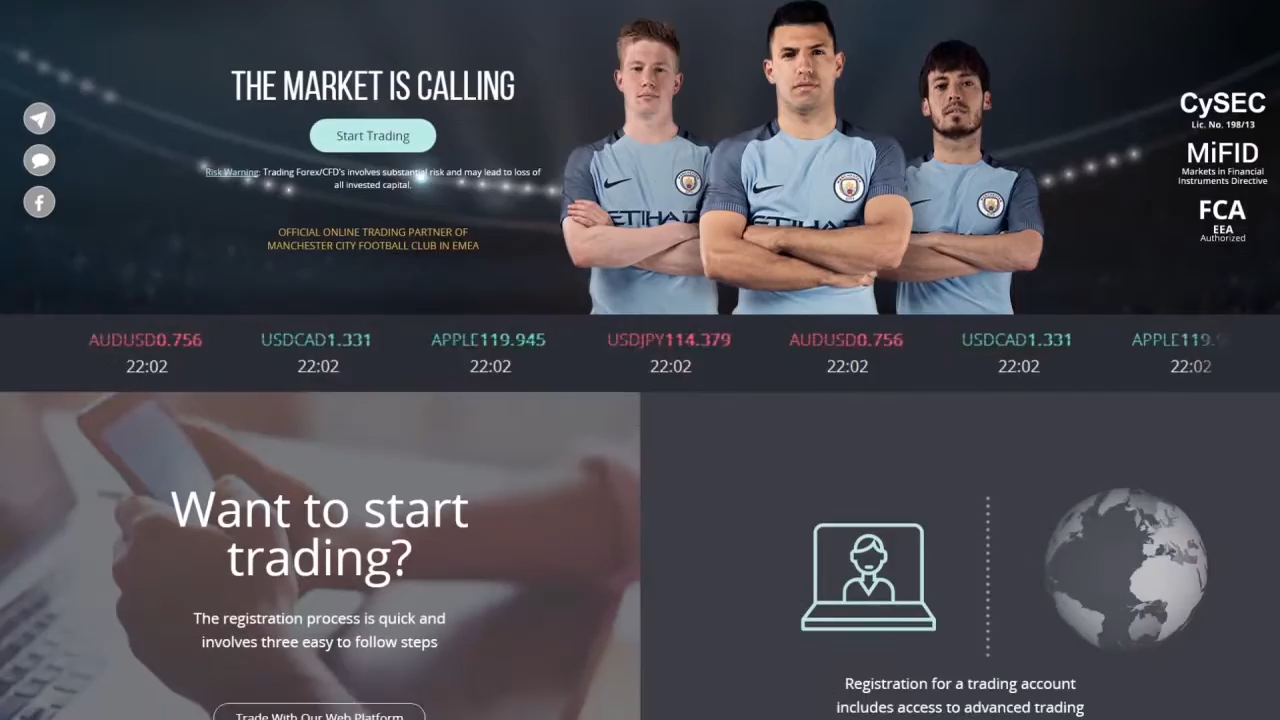 THE MARKET IS CALLING
Start Trading
Risk Warning: Trading Forex/CFD's involves substantial risk and may lead to loss of
all invested capital.
OFFICIAL ONLINE TRADING PARTNER OF
MANCHESTER CITY FOOTBALL CLUB IN EMEA
ETIHAD
ETIHAD
CySEC
Lic. No. 198/13
MiFID
Markets in Financial
Instruments Directive
FCA
EEA
Authorized
AUDUSD0.756 USDCAD1.331 APPLE119.945 USDJPY114.379 AUDUSD0.756 USDCAD1.331 APPLE119.9
22:02 22:02 22:02 22:02 22:02 22:02 22:02
Want to start
trading?
The registration process is quick and
involves three easy to follow steps
Trade With Our Web Platform
Registration for a trading account
includes access to advanced trading